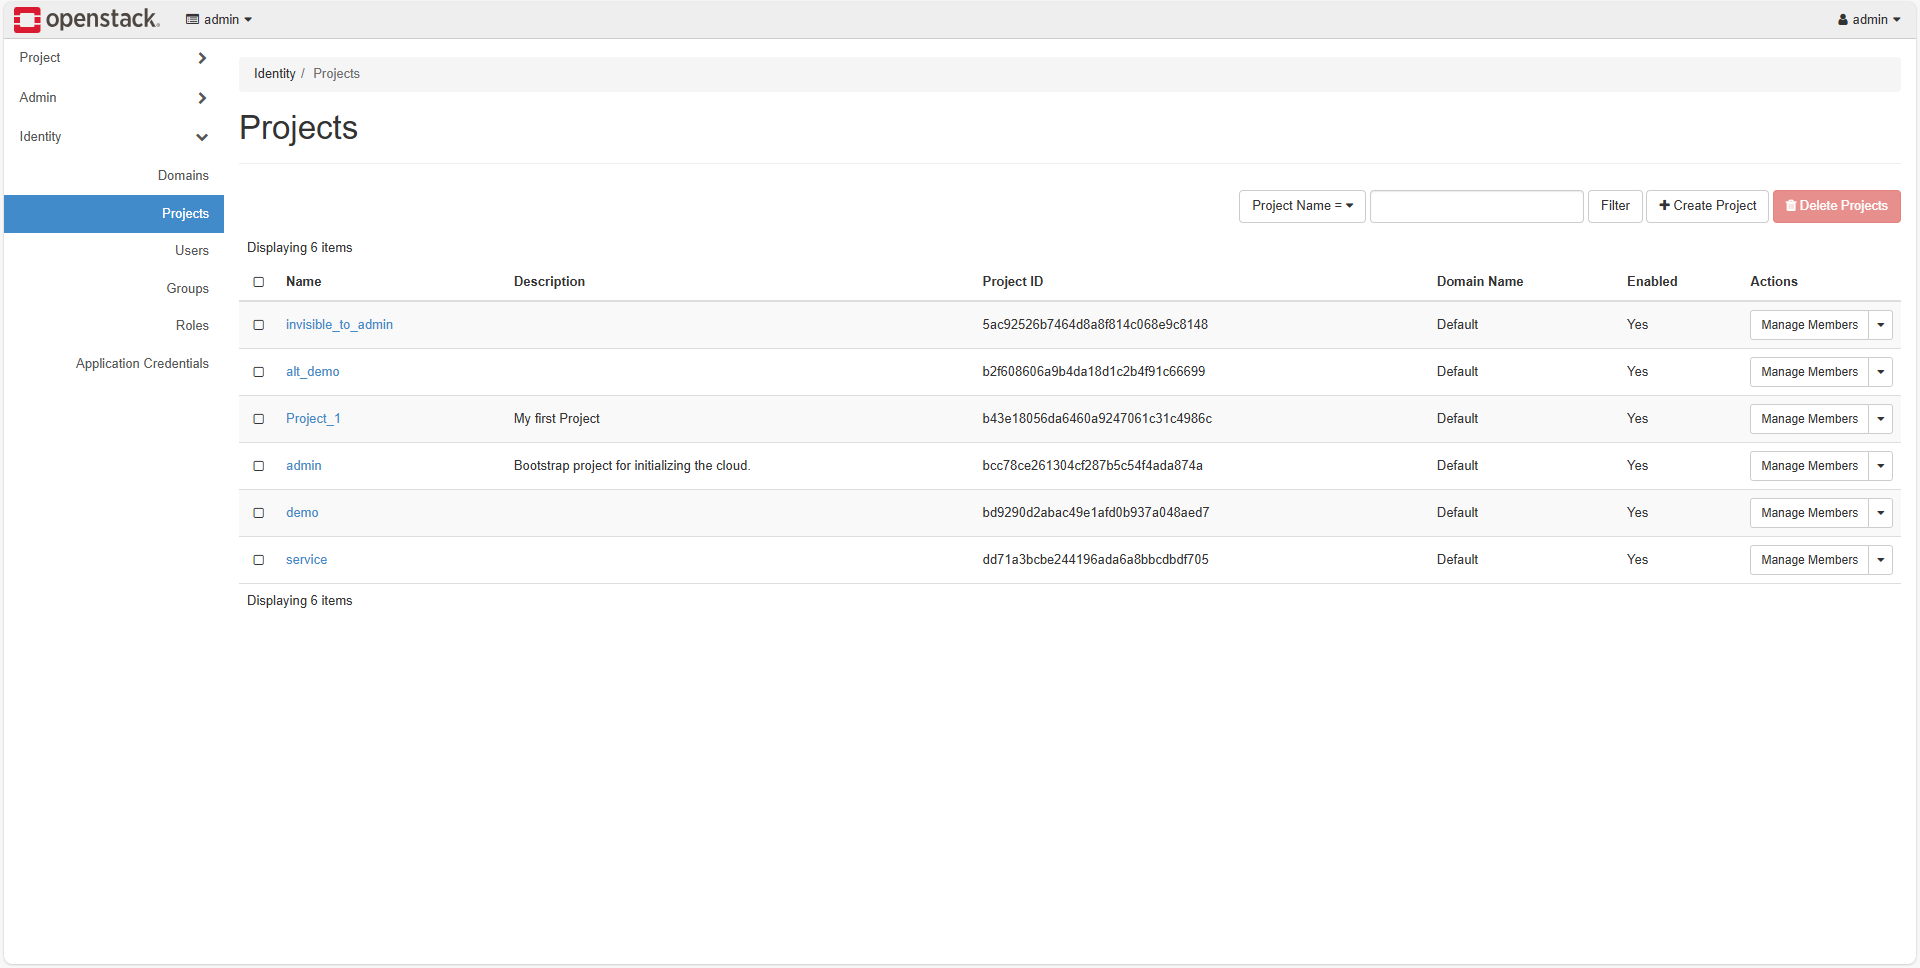 openstack. admin admin
Project
Admin
Identity
Domains
Projects
Users
Groups
Roles
Application Credentials
Identity / Projects
Projects
Project Name = Filter Create Project Delete Projects
Displaying 6 items
Name Description Project ID Domain Name Enabled Actions
invisible_to_admin 5ac92526b7464d8a8f814c068e9c8148 Default Yes Manage Members
alt_demo b2f608606a9b4da18d1c2b4f91c66699 Default Yes Manage Members
Project_1 My first Project b43e18056da6460a9247061c31c4986c Default Yes Manage Members
admin Bootstrap project for initializing the cloud. bcc78ce261304cf287b5c54f4ada874a Default Yes Manage Members
demo bd9290d2abac49e1afd0b937a048aed7 Default Yes Manage Members
service dd71a3bcbe244196ada6a8bbcdbdf705 Default Yes Manage Members
Displaying 6 items